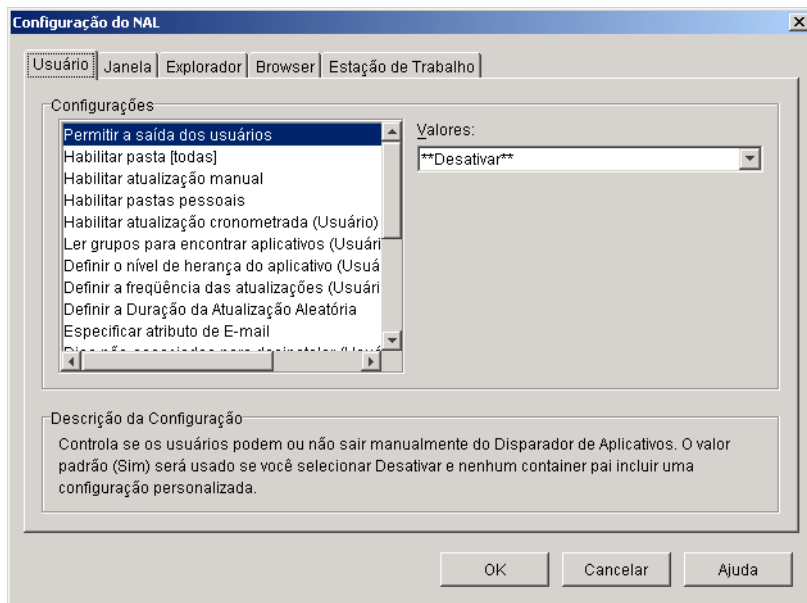 Configuração do NAL
Usuário Janela Explorador Browser Estação de Trabalho
Configurações
Permitir a saída dos usuários
Habilitar pasta [todas]
Habilitar atualização manual
Habilitar pastas pessoais
Habilitar atualização cronometrada (Usuário)
Ler grupos para encontrar aplicativos (Usuári
Definir o nível de herança do aplicativo (Usuá
Definir a freqüência das atualizações (Usuári
Definir a Duração da Atualização Aleatória
Especificar atributo de E-mail
Valores:
**Desativar**
Descrição da Configuração
Controla se os usuários podem ou não sair manualmente do Disparador de Aplicativos. O valor
padrão (Sim) será usado se você selecionar Desativar e nenhum container pai incluir uma
configuração personalizada.
OK Cancelar Ajuda